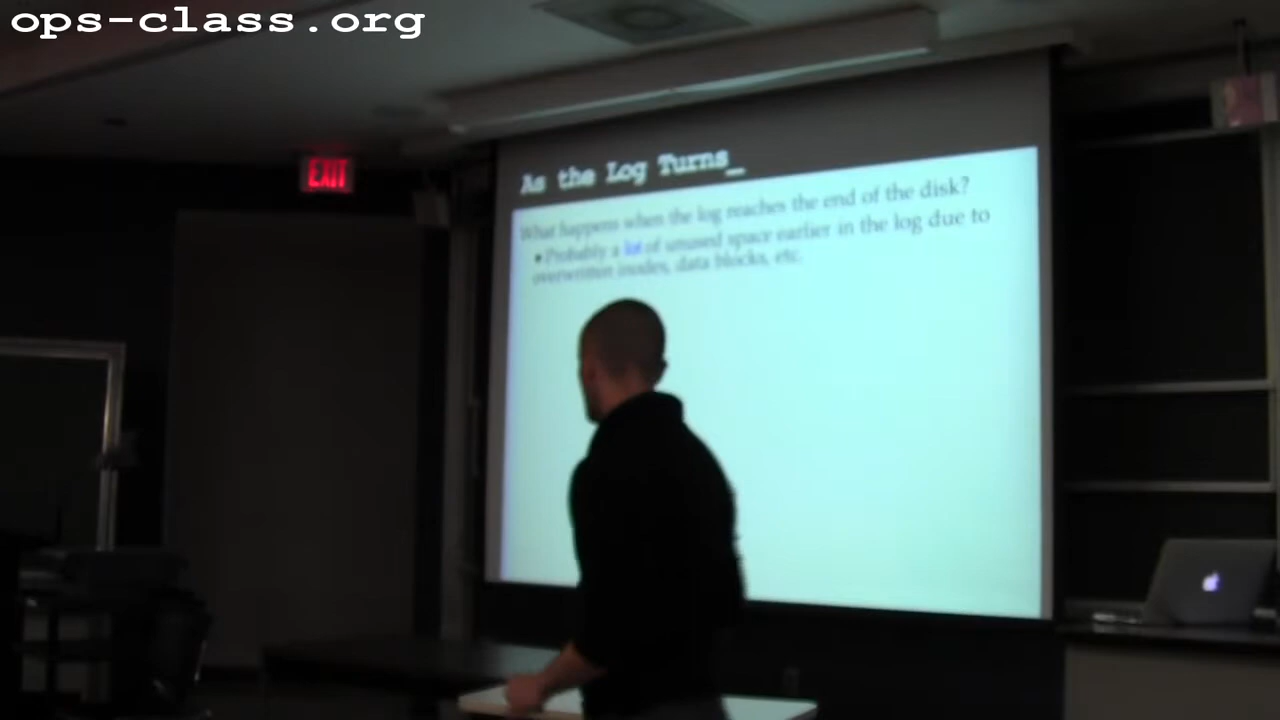 ops-class.org
EXIT
As the Log Turns_
What happens when the log reaches the end of the disk?
• Probably a lot of unused space earlier in the log due to
overwritten inodes, data blocks, etc.